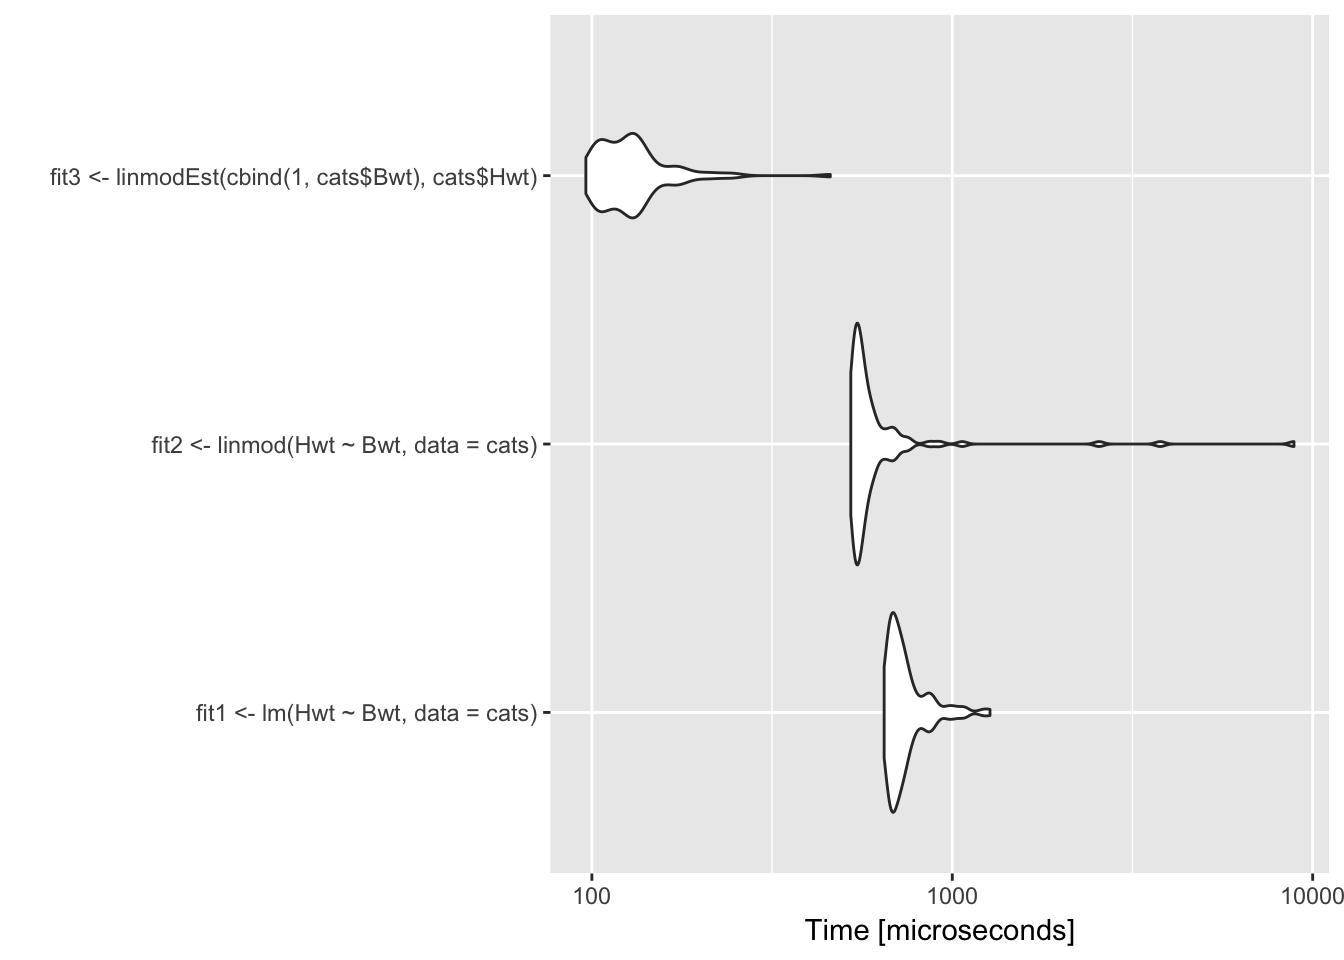 fit3 <- linmodEst(cbind(1, cats$Bwt), cats$Hwt)
fit2 <- linmod(Hwt ~ Bwt, data = cats)
fit1 <- lm(Hwt ~ Bwt, data = cats)
100 1000 10000
Time [microseconds]